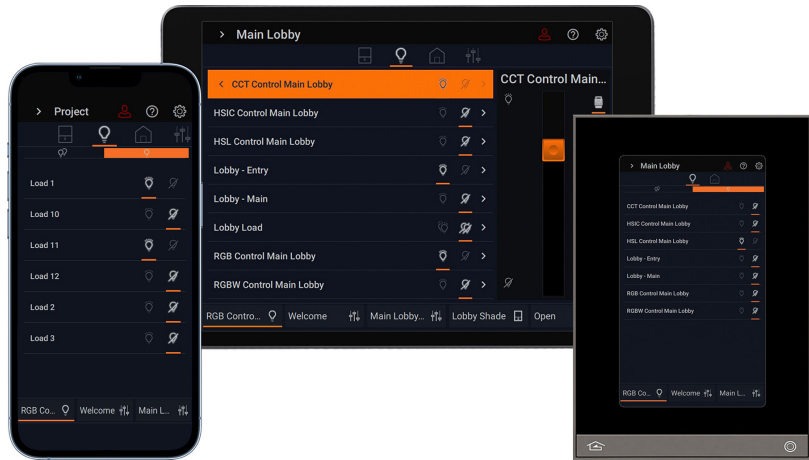 Project
Load 1
Load 10
Load 11
Load 12
Load 2
Load 3
RGB Co...
Welcome
Main L...
Main Lobby
CCT Control Main Lobby
HSIC Control Main Lobby
HSL Control Main Lobby
Lobby - Entry
Lobby - Main
Lobby Load
RGB Control Main Lobby
RGBW Control Main Lobby
CCT Control Main...
RGB Contro...
Welcome
Main Lobby...
Lobby Shade
Open
Main Lobby
CCT Control Main Lobby
HSIC Control Main Lobby
HSL Control Main Lobby
Lobby - Entry
Lobby - Main
RGB Control Main Lobby
RGBW Control Main Lobby
RGB Co...
Welcome
Main L...